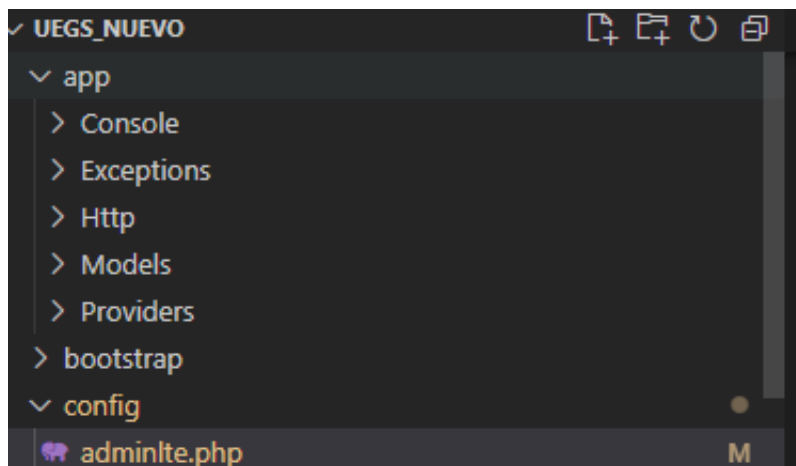 UEGS_NUEVO
app
Console
Exceptions
Http
Models
Providers
bootstrap
config
adminlte.php M